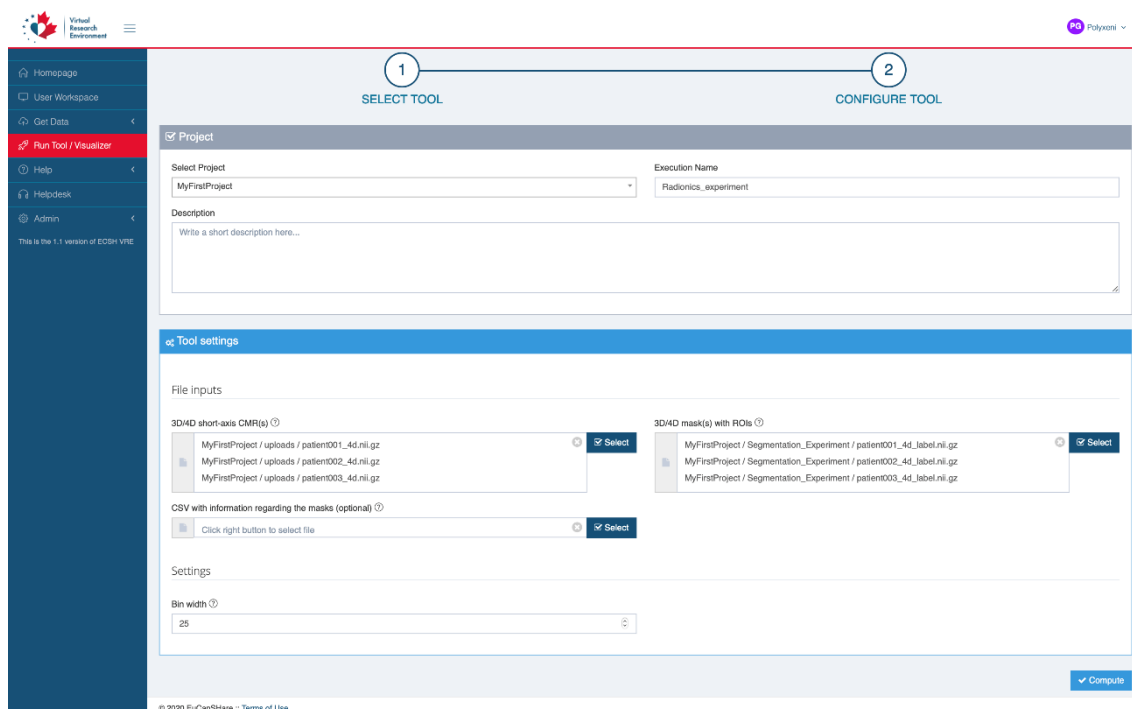 Virtual
Research
Environment
PG Polyxeni
Homepage
User Workspace
Get Data
Run Tool / Visualizer
Help
Helpdesk
Admin
This is the 1.1 version of ECSH VRE
1
2
SELECT TOOL
CONFIGURE TOOL
Project
Select Project
Execution Name
MyFirstProject
Radionics_experiment
Description
Write a short description here...
Tool settings
File inputs
3D/4D short-axis CMR(s)
3D/4D mask(s) with ROIs
MyFirstProject / uploads / patient001_4d.nii.gz
MyFirstProject / uploads / patient002_4d.nii.gz
MyFirstProject / uploads / patient003_4d.nii.gz
Select
MyFirstProject / Segmentation_Experiment / patient001_4d_label.nii.gz
MyFirstProject / Segmentation_Experiment / patient002_4d_label.nii.gz
MyFirstProject / Segmentation_Experiment / patient003_4d_label.nii.gz
Select
CSV with information regarding the masks (optional)
Click right button to select file
Select
Settings
Bin width
25
Compute
© 2020 EuCanSHare :: Terms of Use